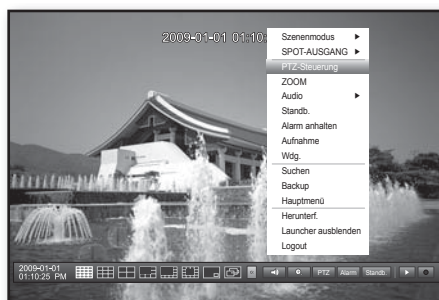 2009-01-01 01:10:
Szenenmodus
SPOT-AUSGANG
PTZ-Steuerung
ZOOM
Audio
Standb.
Alarm anhalten
Aufnahme
Wdg.
Suchen
Backup
Hauptmenü
Herunterf.
Launcher ausblenden
Logout
2009-01-01
01:10:25 PM
PTZ Alarm Standb.